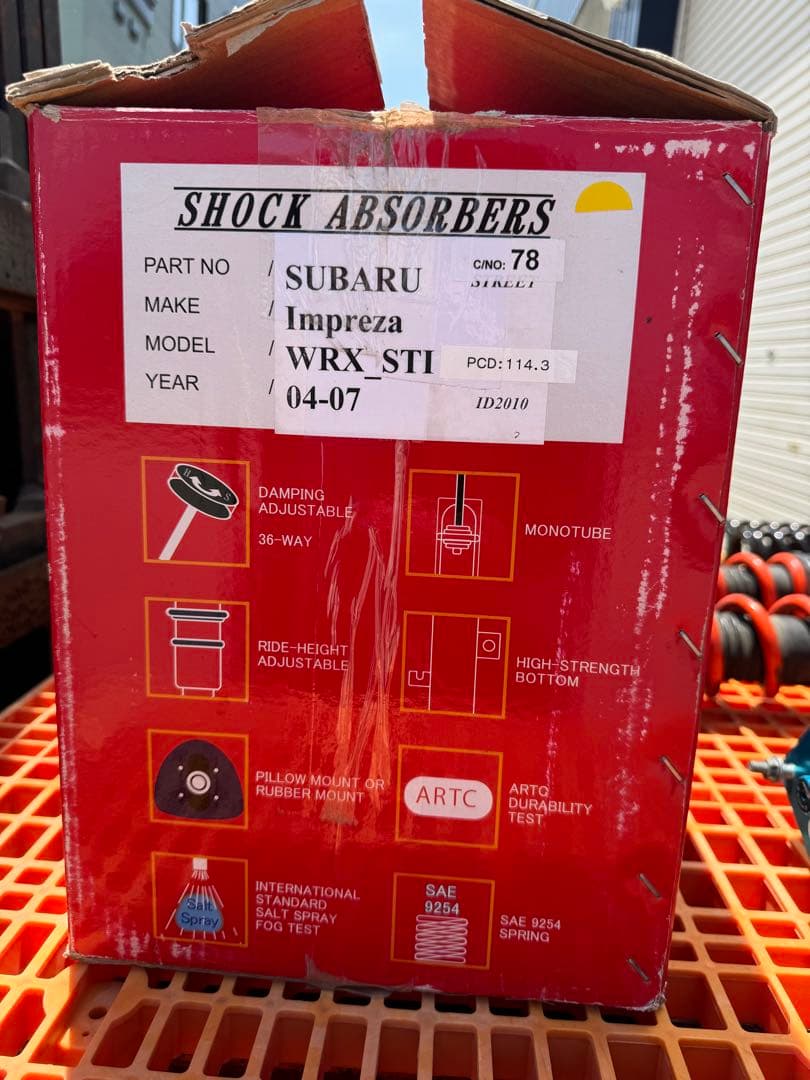 SHOCK ABSORBERS
PART NO / SUBARU C/NO: 78
STREET
MAKE / Impreza
MODEL / WRX_STI PCD:114.3
YEAR / 04-07 ID2010
2
H S
DAMPING
ADJUSTABLE
36-WAY
MONOTUBE
RIDE-HEIGHT
ADJUSTABLE
HIGH-STRENGTH
BOTTOM
PILLOW MOUNT OR
RUBBER MOUNT
ARTC
ARTC
DURABILITY
TEST
Salt
Spray
INTERNATIONAL
STANDARD
SALT SPRAY
FOG TEST
SAE
9254
SAE 9254
SPRING